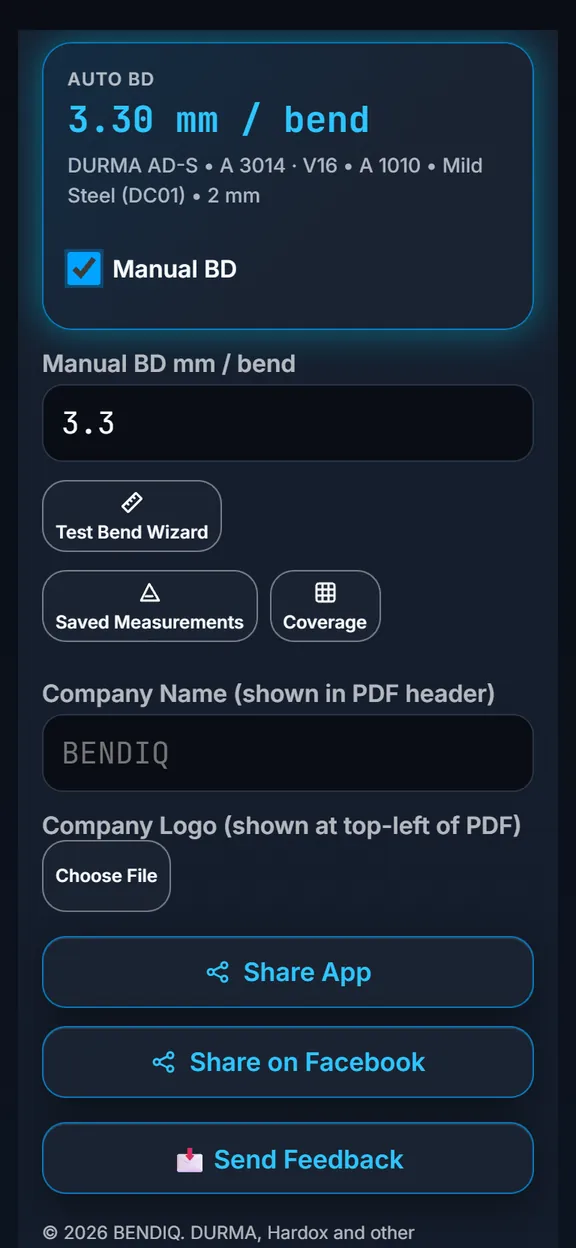 AUTO BD
3.30 mm / bend
DURMA AD-S • A 3014 · V16 • A 1010 • Mild
Steel (DC01) • 2 mm
Manual BD
Manual BD mm / bend
3.3
Test Bend Wizard
Saved Measurements
Coverage
Company Name (shown in PDF header)
BENDIQ
Company Logo (shown at top-left of PDF)
Choose File
Share App
Share on Facebook
Send Feedback
© 2026 BENDIQ. DURMA, Hardox and other